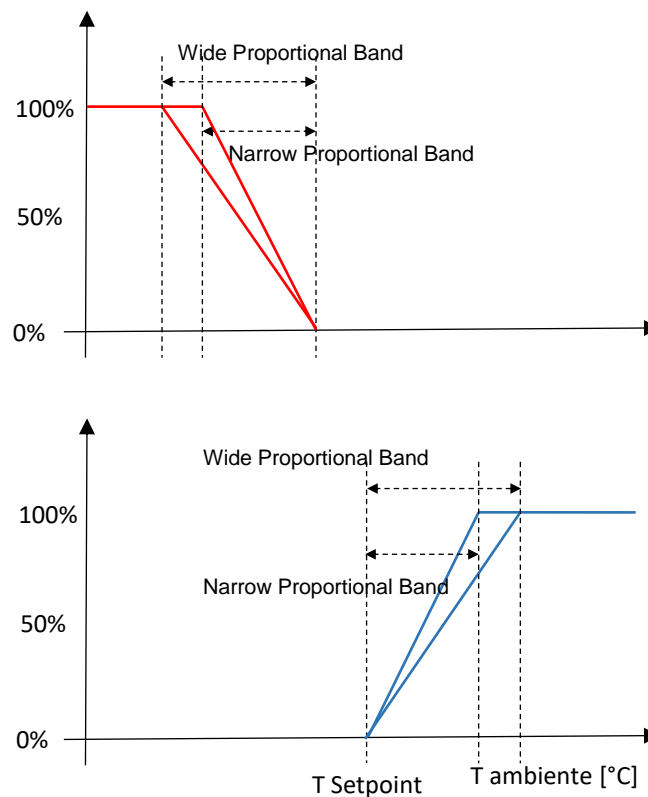 Wide Proportional Band
100%
Narrow Proportional Band
50%
0%
Wide Proportional Band
100%
Narrow Proportional Band
50%
0%
T Setpoint
T ambiente [°C]